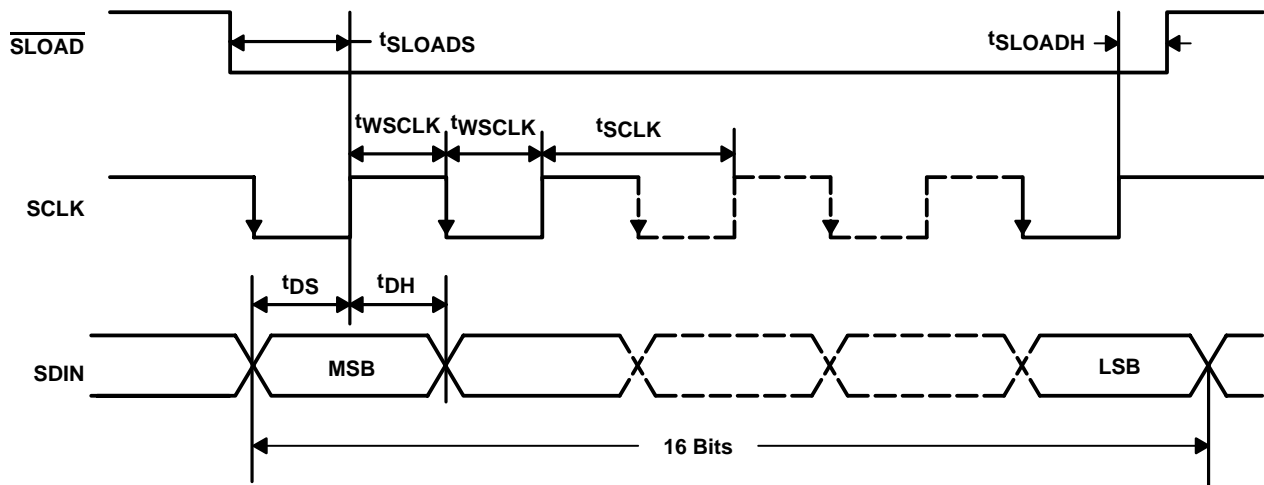 SLOAD
tSLOADS
tSLOADH
tWSCLK tWSCLK tSCLK
SCLK
tDS tDH
SDIN
MSB
LSB
16 Bits